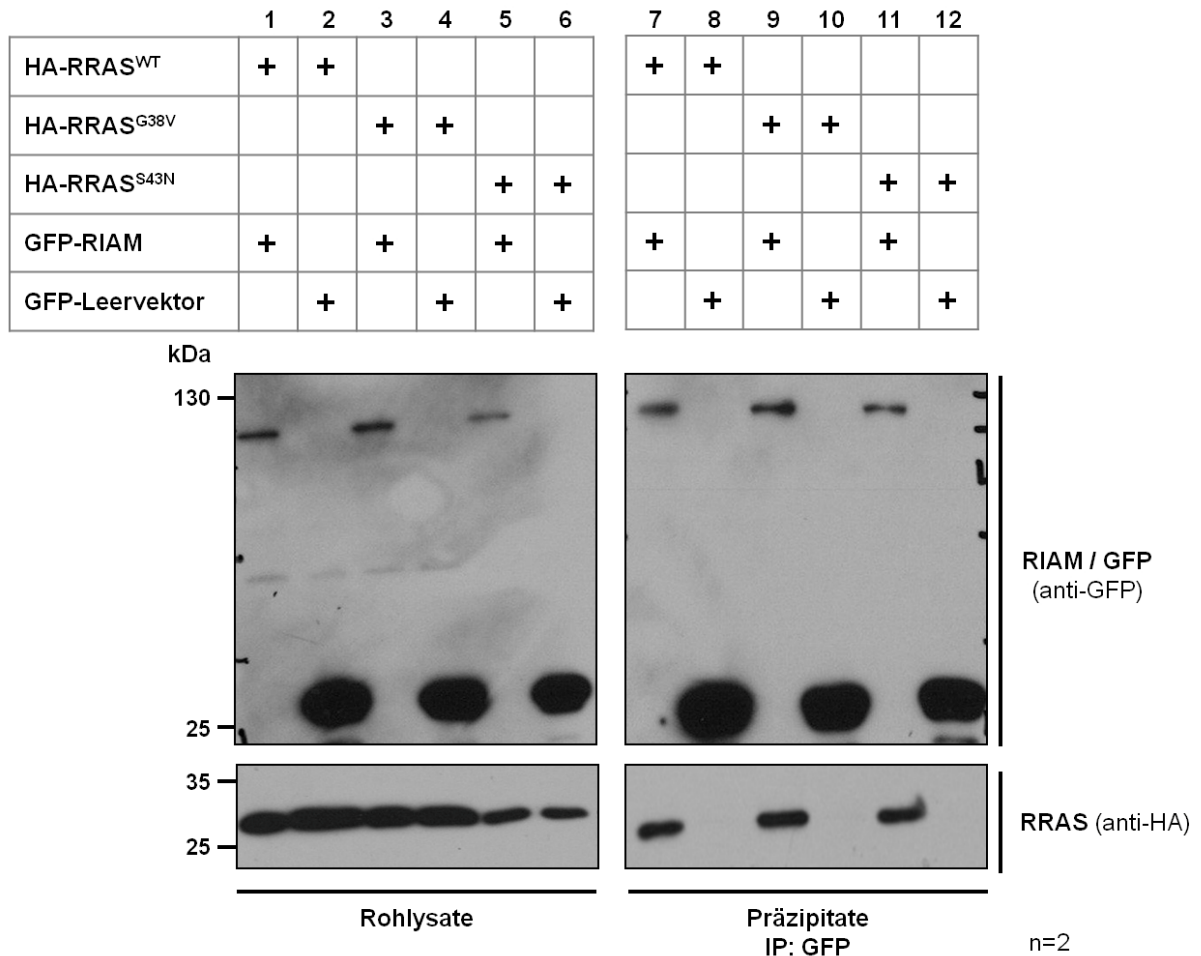 1 2 3 4 5 6 7 8 9 10 11 12
HA-RRASWT + + + +
HA-RRASG38V + + + +
HA-RRASS43N + + + +
GFP-RIAM + + + + + +
GFP-Leervektor + + + + + +
kDa
130
25
RIAM / GFP
(anti-GFP)
35
25
RRAS (anti-HA)
Rohlysate
Präzipitate
IP: GFP
n=2